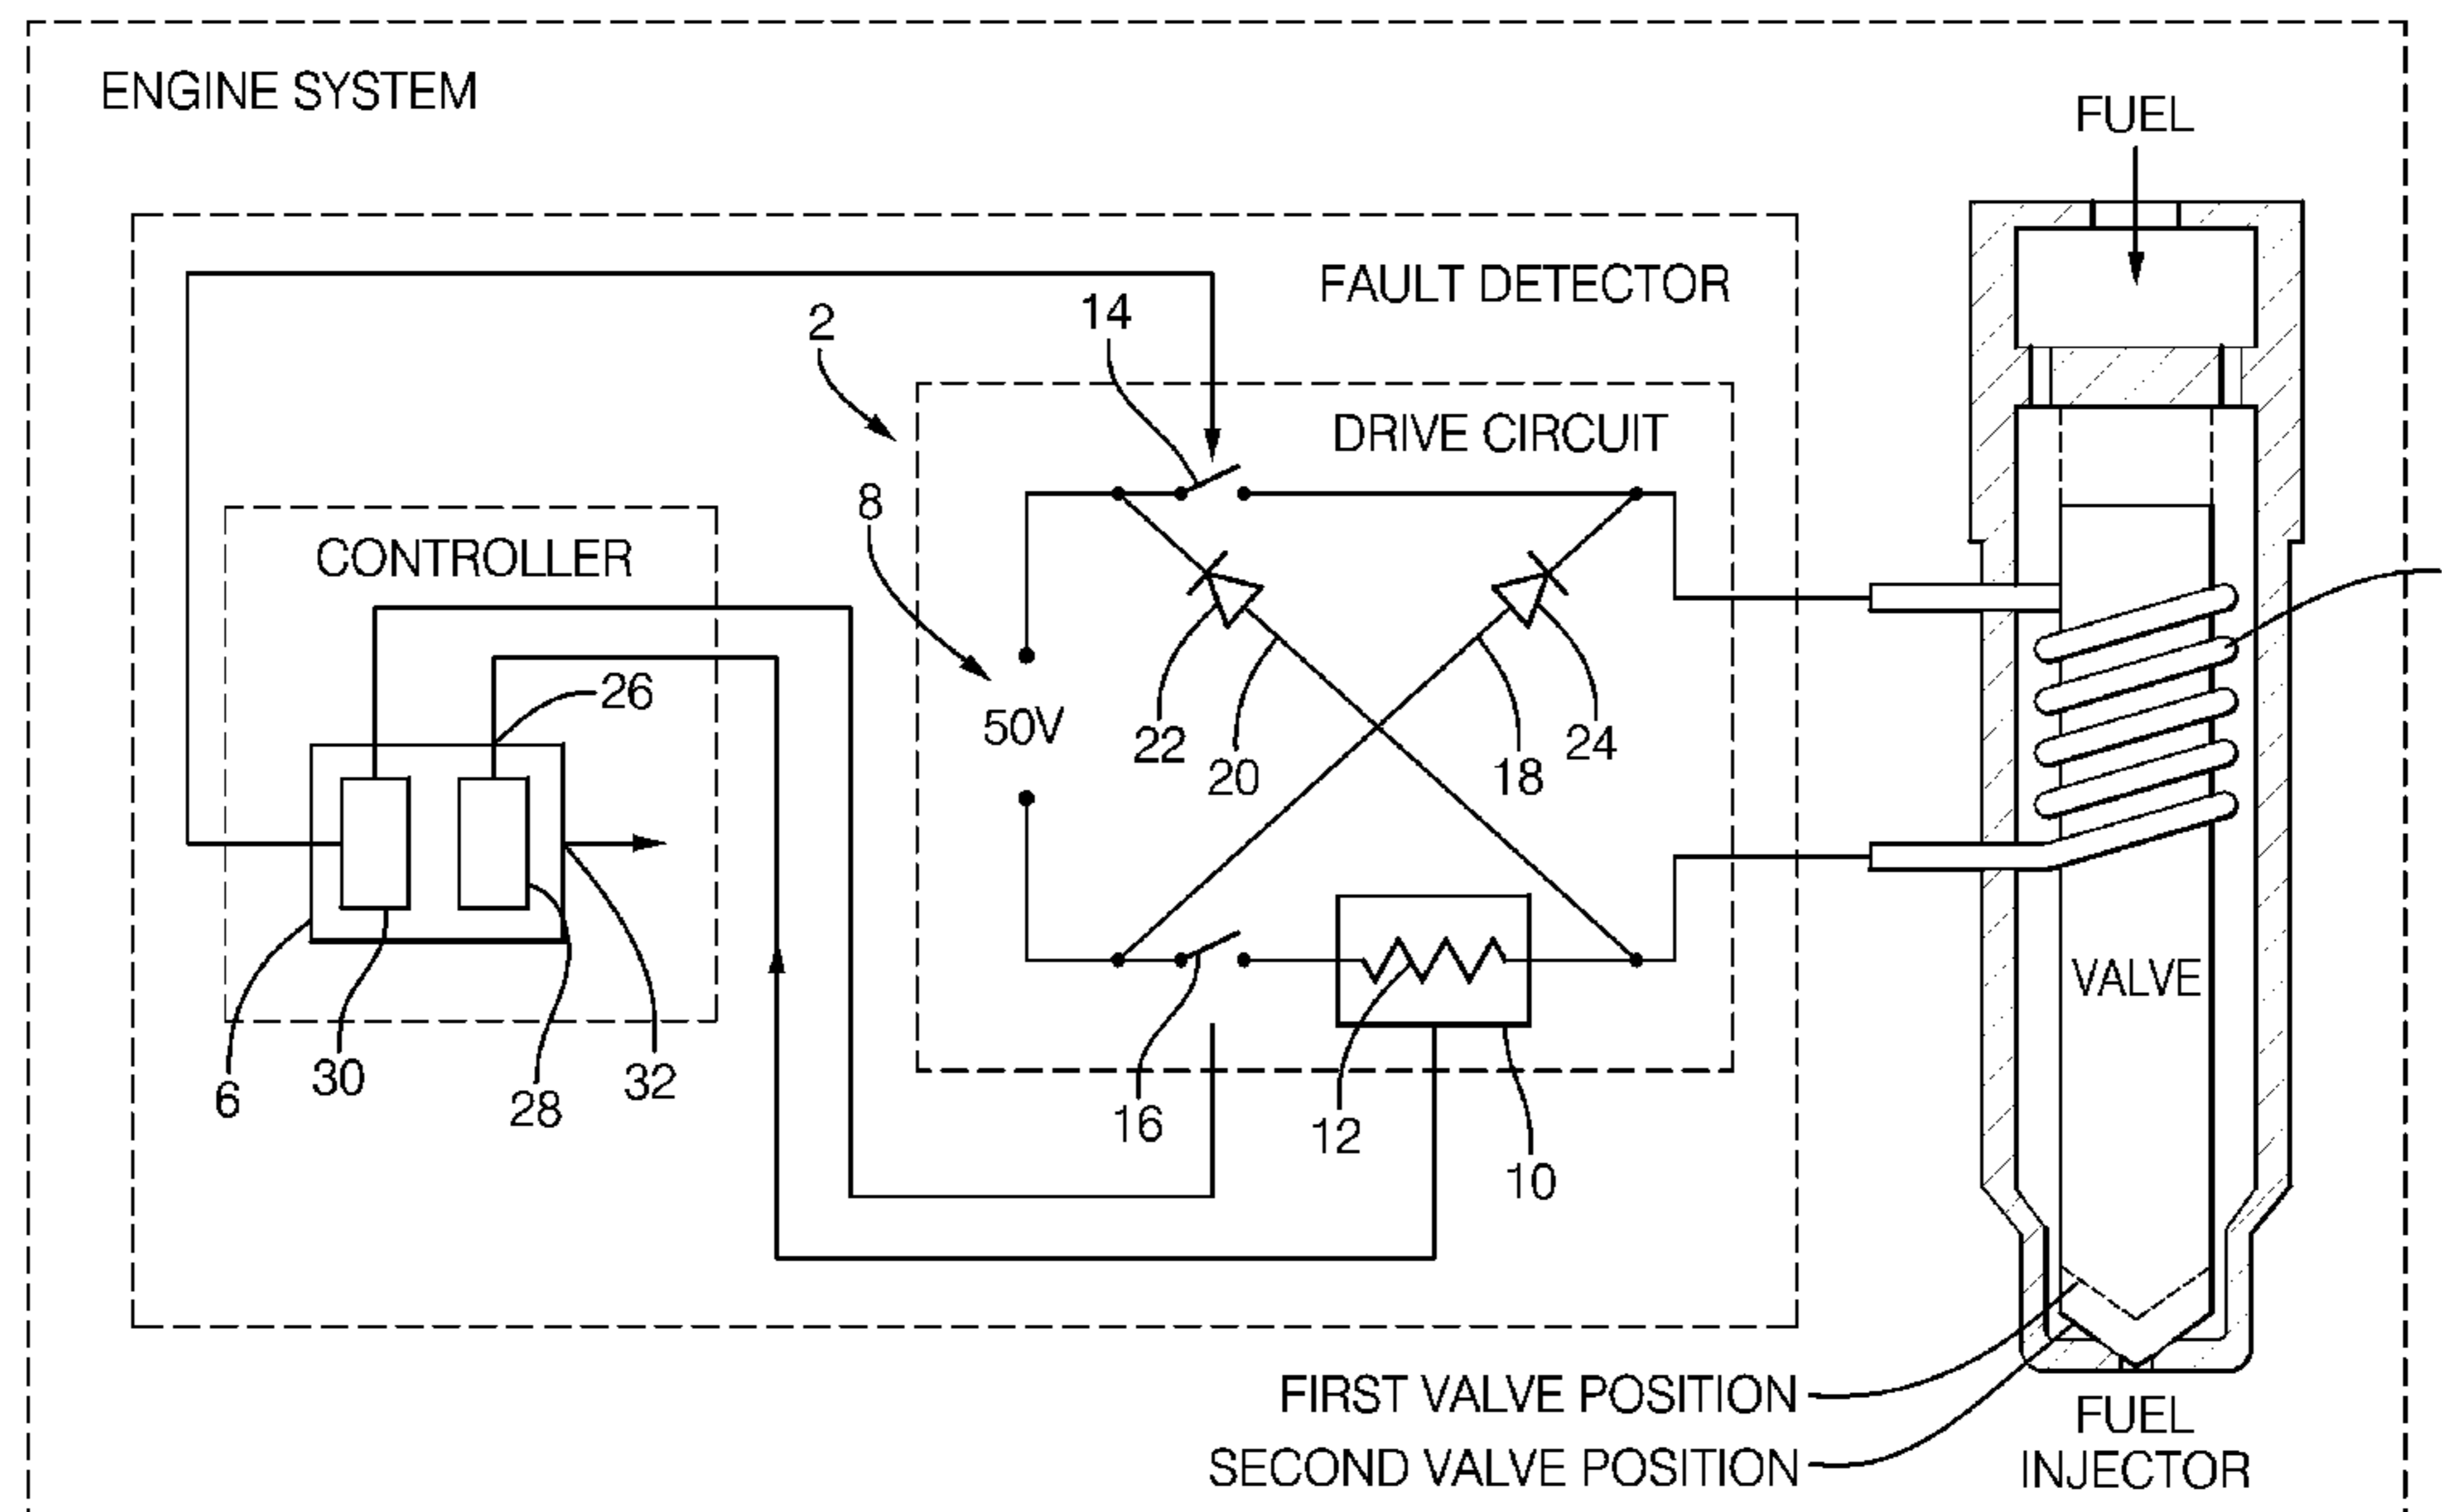 ENGINE SYSTEM
FUEL
FAULT DETECTOR
2
14
DRIVE CIRCUIT
8
CONTROLLER
26
50V
22
20
18
24
VALVE
6
30
28
32
16
12
10
FIRST VALVE POSITION
SECOND VALVE POSITION
FUEL
INJECTOR